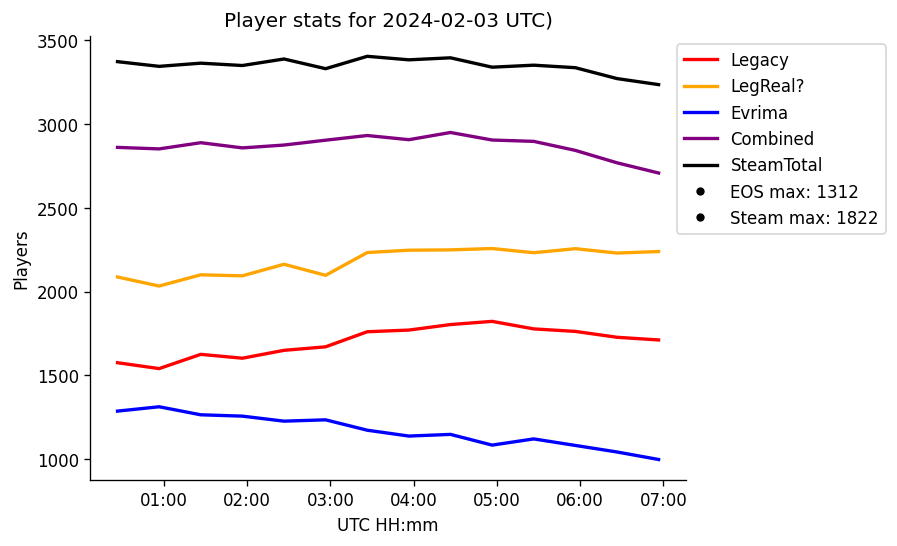 Player stats for 2024-02-03 UTC)
3500
3000
2500
2000
1500
1000
Players
01:00 02:00 03:00 04:00 05:00 06:00 07:00
UTC HH:mm
Legacy
LegReal?
Evrima
Combined
SteamTotal
EOS max: 1312
Steam max: 1822